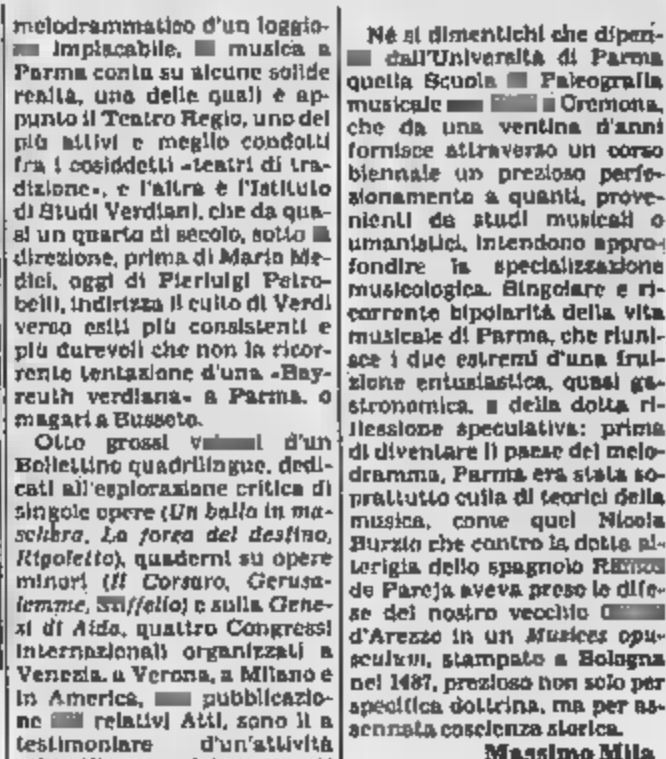 melodrammatico d'un loggio-
implacabile, musica a
Parma conta su alcune solide
realtà, una delle quali è ap-
punto il Teatro Regio, uno dei
più attivi e meglio condotti
fra i cosiddetti «teatri di tra-
dizione», e l'altra è l'Istituto
di Studi Verdiani, che da qua-
si un quarto di secolo, sotto
direzione, prima di Mario Me-
dici, oggi di Pierluigi Petro-
belli, indirizza il culto di Verdi
verso esiti più consistenti e
più durevoli che non la ricor-
rente tentazione d'una «Bay-
reuth verdiana» a Parma, o
magari a Busseto.
Otto grossi d'un
Bollettino quadrilingue, dedi-
cati all'esplorazione critica di
singole opere (Un ballo in ma-
schera, La forza del destino,
Rigoletto), quaderni su opere
minori (Il Corsaro, Gerusa-
lemme, Stiffelio) e sulla Gene-
si di Aida, quattro Congressi
internazionali organizzati a
Venezia, a Verona, a Milano e
in America, pubblicazio-
ne relativi Atti, sono lì a
testimoniare d'un'attività
Né si dimentichi che dipen-
dall'Università di Parma
quella Scuola Paleografia
musicale Cremona,
che da una ventina d'anni
fornisce attraverso un corso
biennale un prezioso perfe-
zionamento a quanti, prove-
nienti da studi musicali o
umanistici, intendono appro-
fondire la specializzazione
musicologica. Singolare e ri-
corrente bipolarità della vita
musicale di Parma, che riuni-
sce i due estremi d'una frui-
zione entusiastica, quasi ga-
stronomica, della dotta ri-
flessione speculativa: prima
di diventare il paese del melo-
dramma, Parma era stata so-
prattutto culla di teorici della
musica, come quel Nicola
Burzio che contro la dotta al-
terigia dello spagnolo
de Pareja aveva preso le dife-
se del nostro vecchio
d'Arezzo in un Musices opu-
sculum, stampato a Bologna
nel 1487, prezioso non solo per
specifica dottrina, ma per as-
sennata coscienza storica.
Massimo Mila